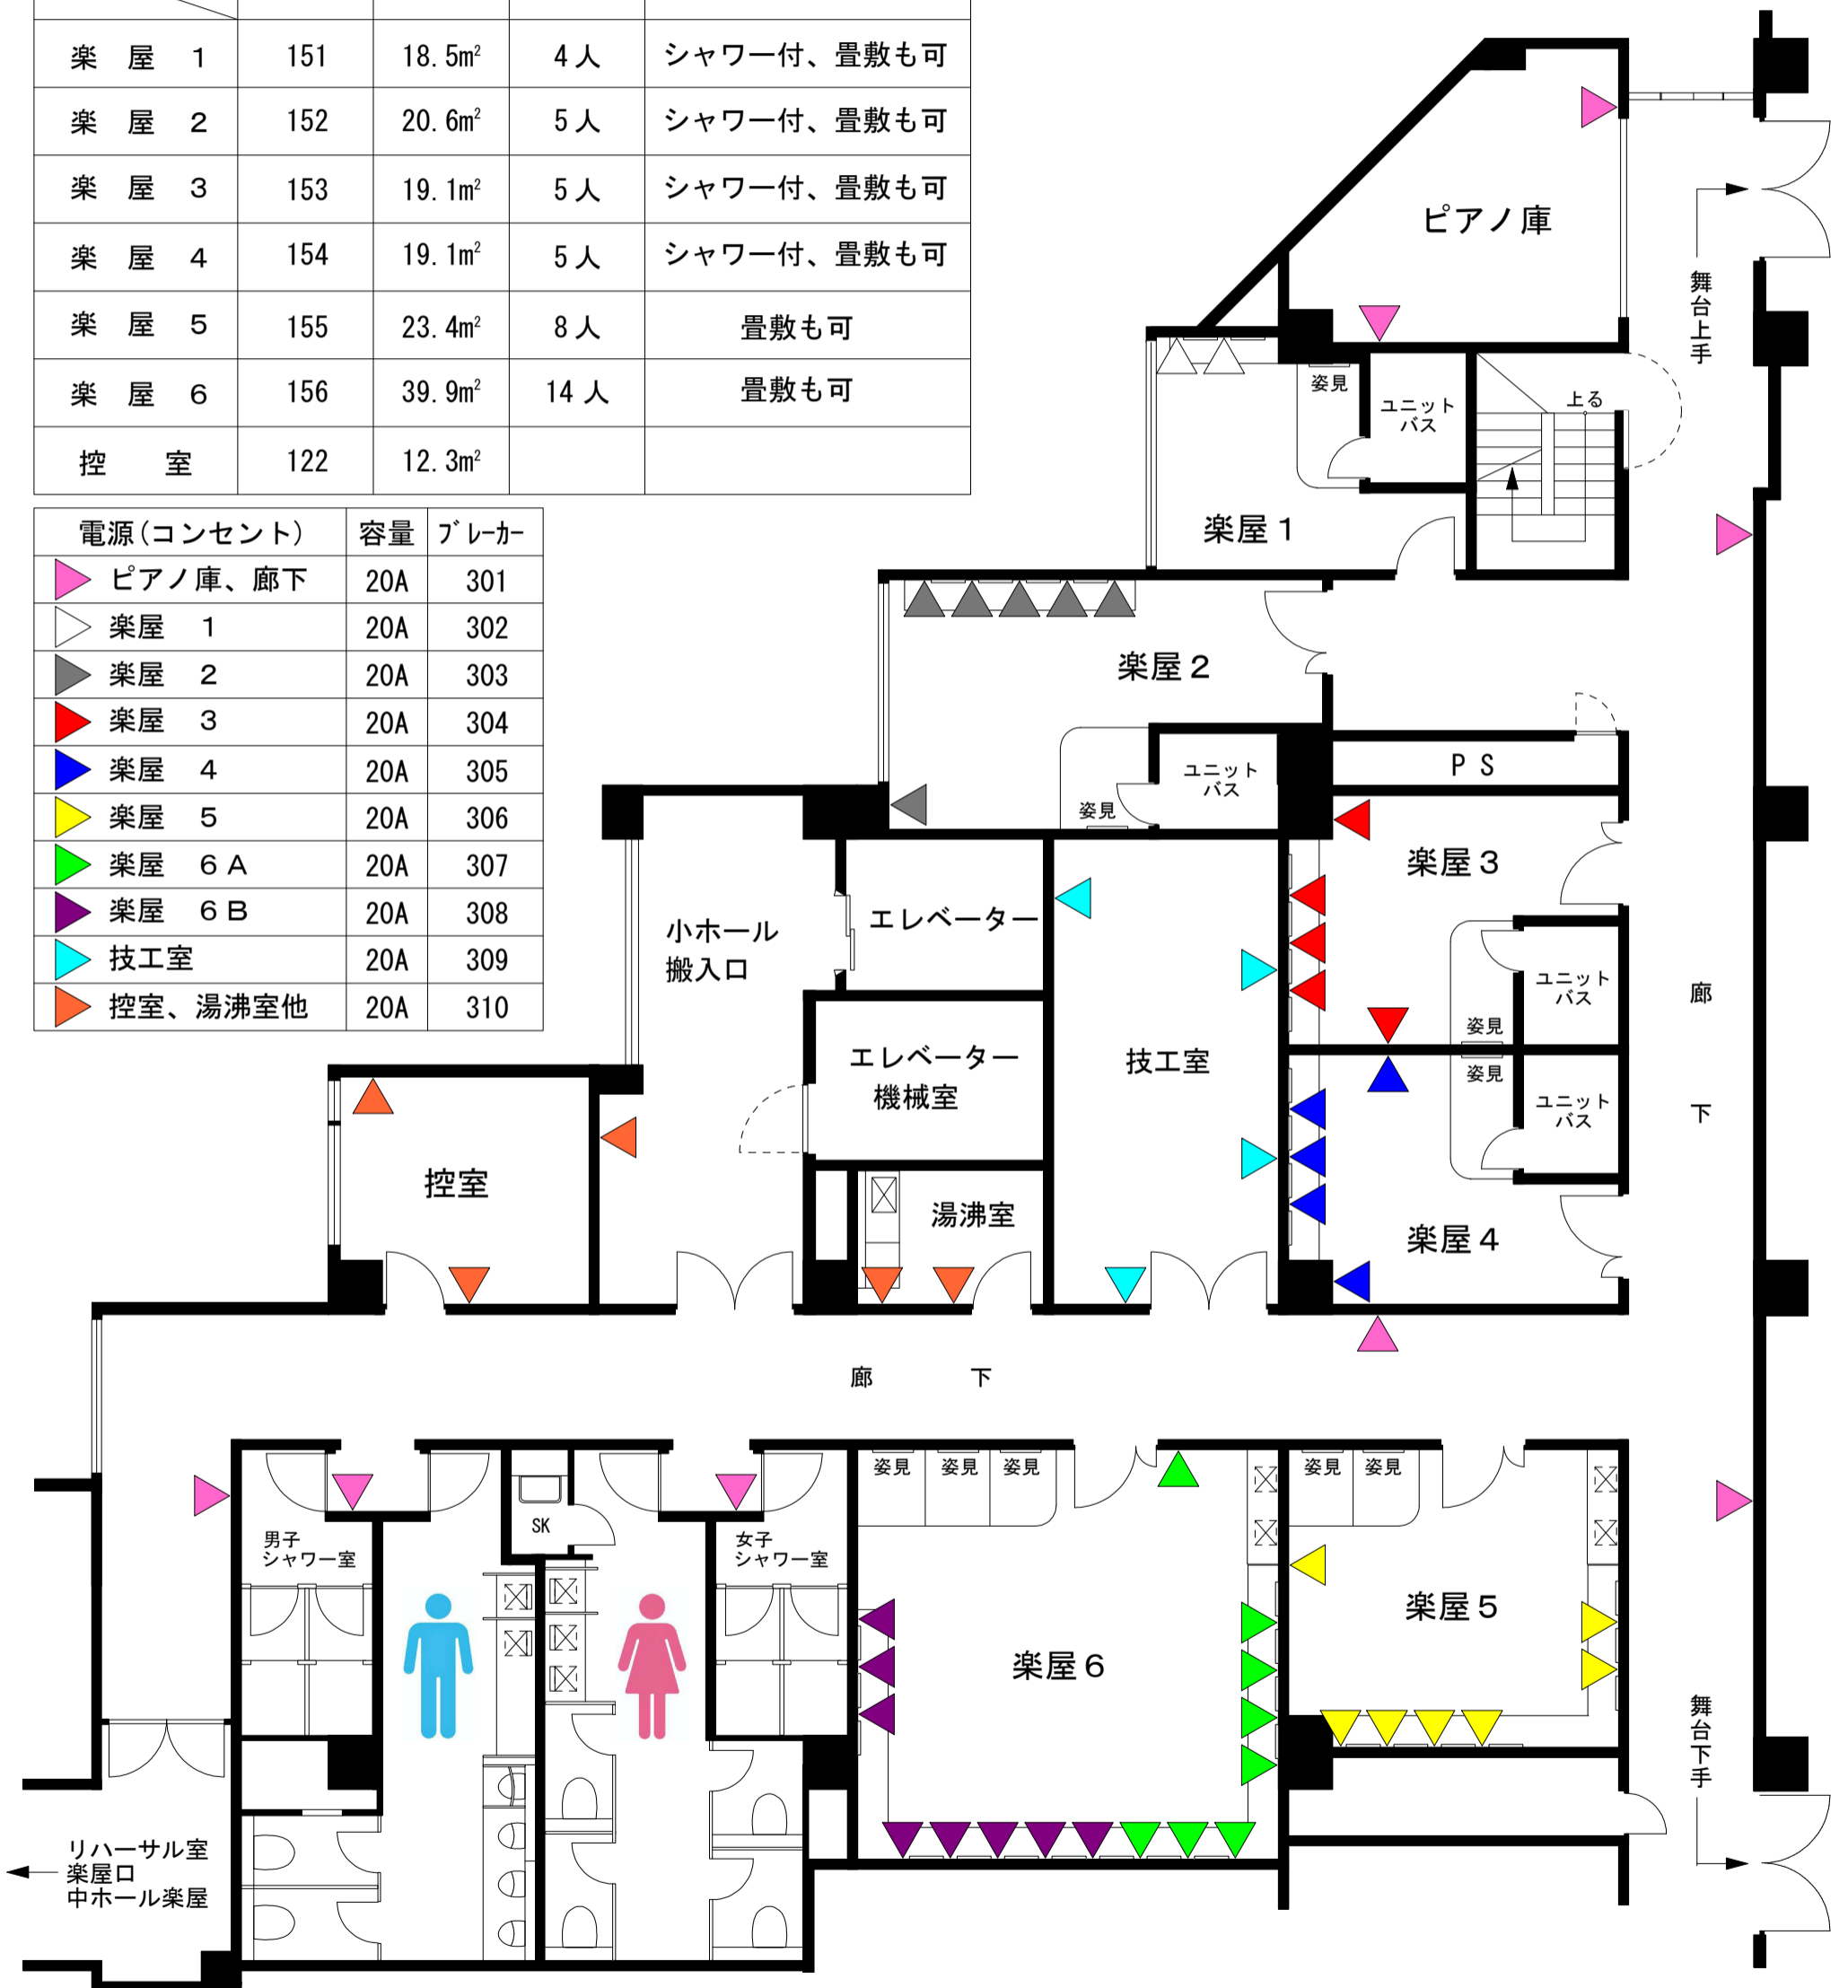 楽 屋 1 151 18.5m² 4人 シャワー付、畳敷も可
楽 屋 2 152 20.6m² 5人 シャワー付、畳敷も可
楽 屋 3 153 19.1m² 5人 シャワー付、畳敷も可
楽 屋 4 154 19.1m² 5人 シャワー付、畳敷も可
楽 屋 5 155 23.4m² 8人 畳敷も可
楽 屋 6 156 39.9m² 14人 畳敷も可
控 室 122 12.3m²
電源(コンセント) 容量 ブレーカー
ピアノ庫、廊下 20A 301
楽屋 1 20A 302
楽屋 2 20A 303
楽屋 3 20A 304
楽屋 4 20A 305
楽屋 5 20A 306
楽屋 6A 20A 307
楽屋 6B 20A 308
技工室 20A 309
控室、湯沸室他 20A 310
ピアノ庫
舞台上手
姿見
ユニット
バス
上る
楽屋1
楽屋2
ユニット
バス
姿見
PS
楽屋3
小ホール
搬入口
エレベーター
ユニット
バス
姿見
廊
下
エレベーター
機械室
技工室
姿見
ユニット
バス
控室
湯沸室
楽屋4
廊 下
姿見 姿見 姿見
姿見 姿見
SK
男子
シャワー室
女子
シャワー室
楽屋5
楽屋6
舞台下手
リハーサル室
楽屋口
中ホール楽屋